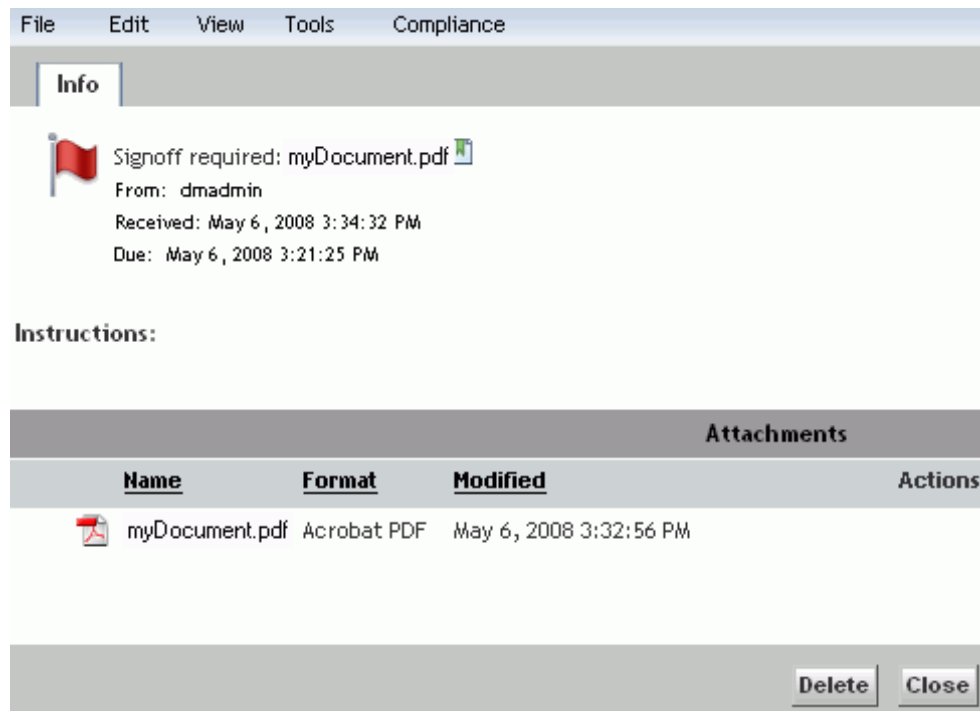 File Edit View Tools Compliance
Info
Signoff required: myDocument.pdf
From: dmadmin
Received: May 6, 2008 3:34:32 PM
Due: May 6, 2008 3:21:25 PM
Instructions:
Attachments
Name Format Modified Actions
myDocument.pdf Acrobat PDF May 6, 2008 3:32:56 PM
Delete Close